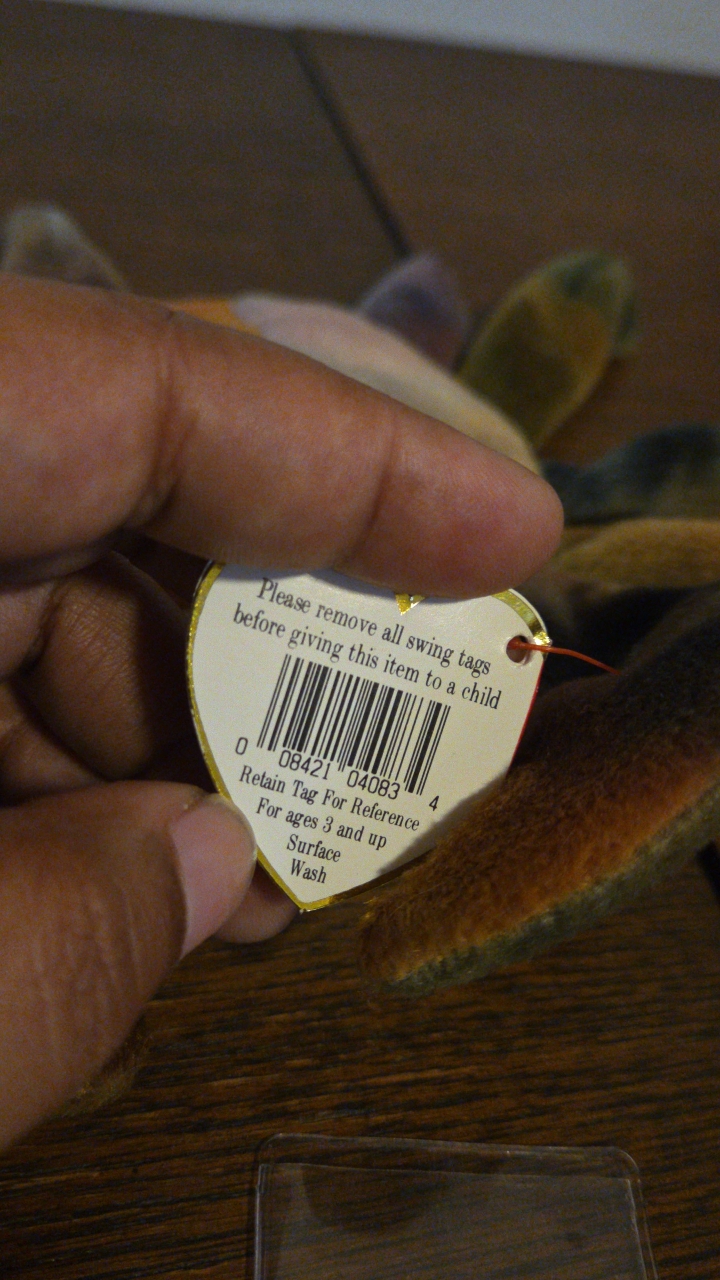 Please remove all swing tags
before giving this item to a child
0 08421 04083 4
Retain Tag For Reference
For ages 3 and up
Surface
Wash